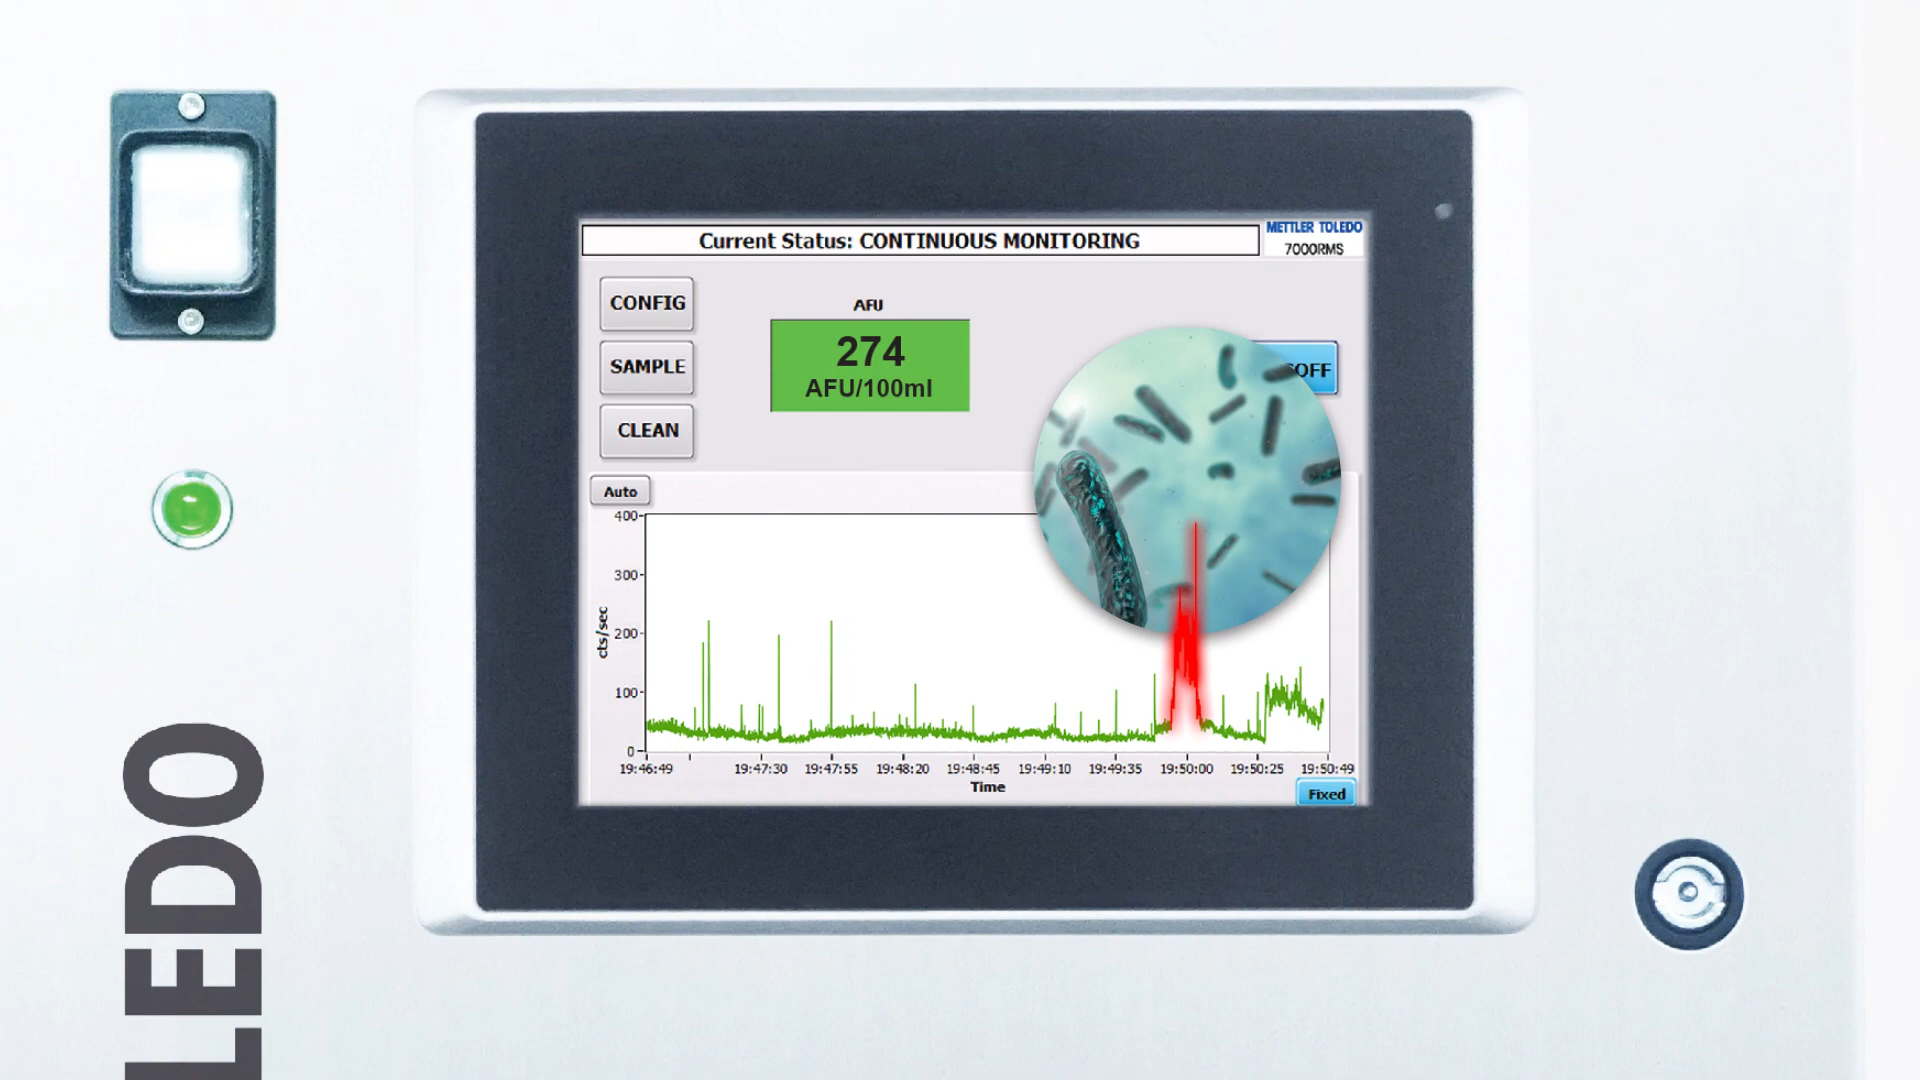 Current Status: CONTINUOUS MONITORING
METTLER TOLEDO
7000RMS
CONFIG
SAMPLE
CLEAN
AFU
274
AFU/100ml
OFF
Auto
400
300
200
100
0
cts/sec
19:46:49 19:47:30 19:47:55 19:48:20 19:48:45 19:49:10 19:49:35 19:50:00 19:50:25 19:50:49
Time
Fixed
LEDO